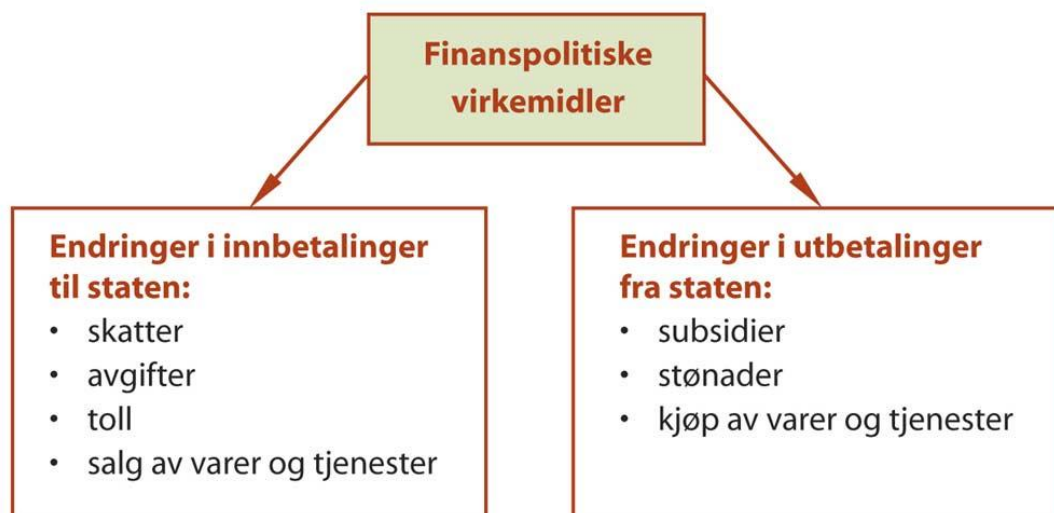 Finanspolitiske
virkemidler
Endringer i innbetalinger
til staten:
• skatter
• avgifter
• toll
• salg av varer og tjenester
Endringer i utbetalinger
fra staten:
• subsidier
• stønader
• kjøp av varer og tjenester